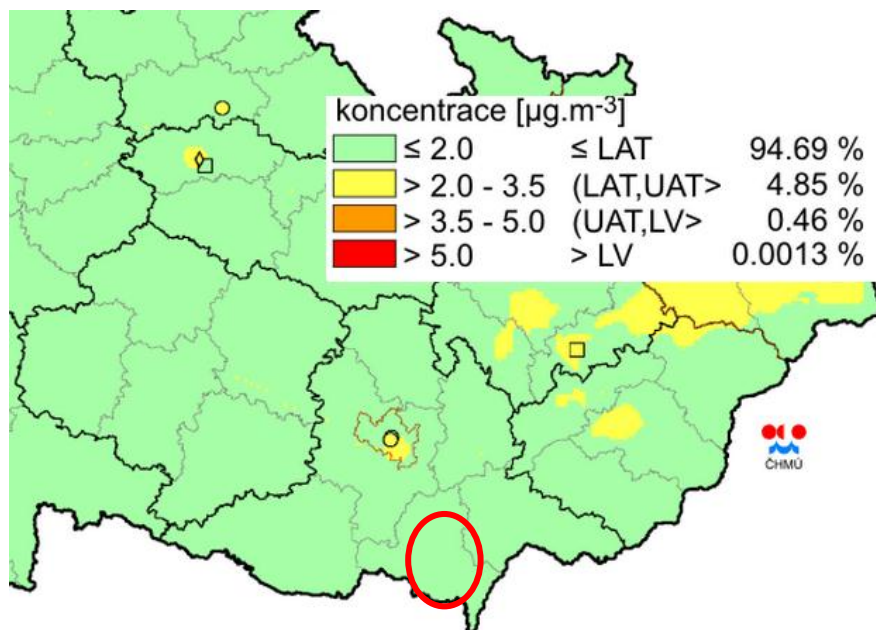 koncentrace [µg.m-3]
≤ 2.0 ≤ LAT 94.69 %
> 2.0 - 3.5 (LAT,UAT> 4.85 %
> 3.5 - 5.0 (UAT,LV> 0.46 %
> 5.0 > LV 0.0013 %
ČHMÚ